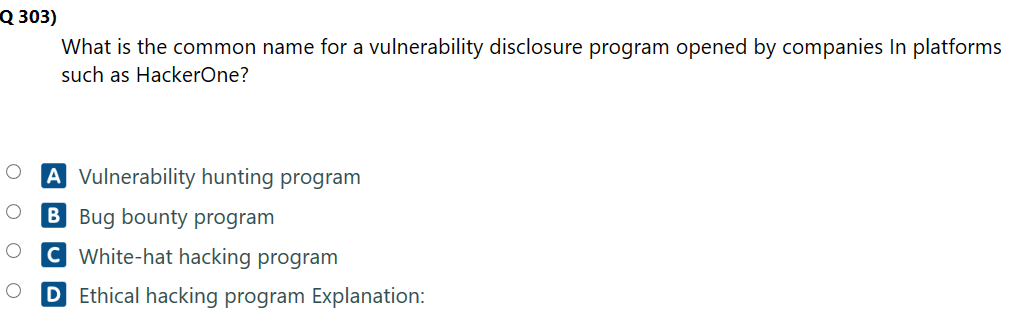 Q 303)
What is the common name for a vulnerability disclosure program opened by companies In platforms
such as HackerOne?
A Vulnerability hunting program
B Bug bounty program
C White-hat hacking program
D Ethical hacking program Explanation: